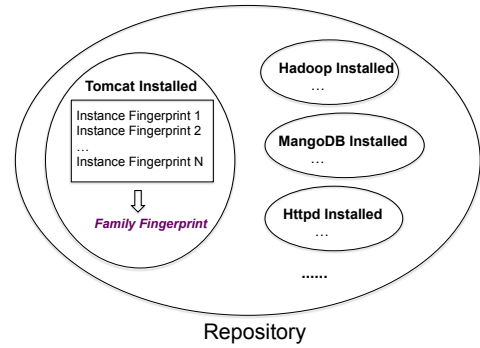 Tomcat Installed
Instance Fingerprint 1
Instance Fingerprint 2
...
Instance Fingerprint N
Family Fingerprint
Hadoop Installed
...
MangoDB Installed
...
Httpd Installed
...
......
Repository